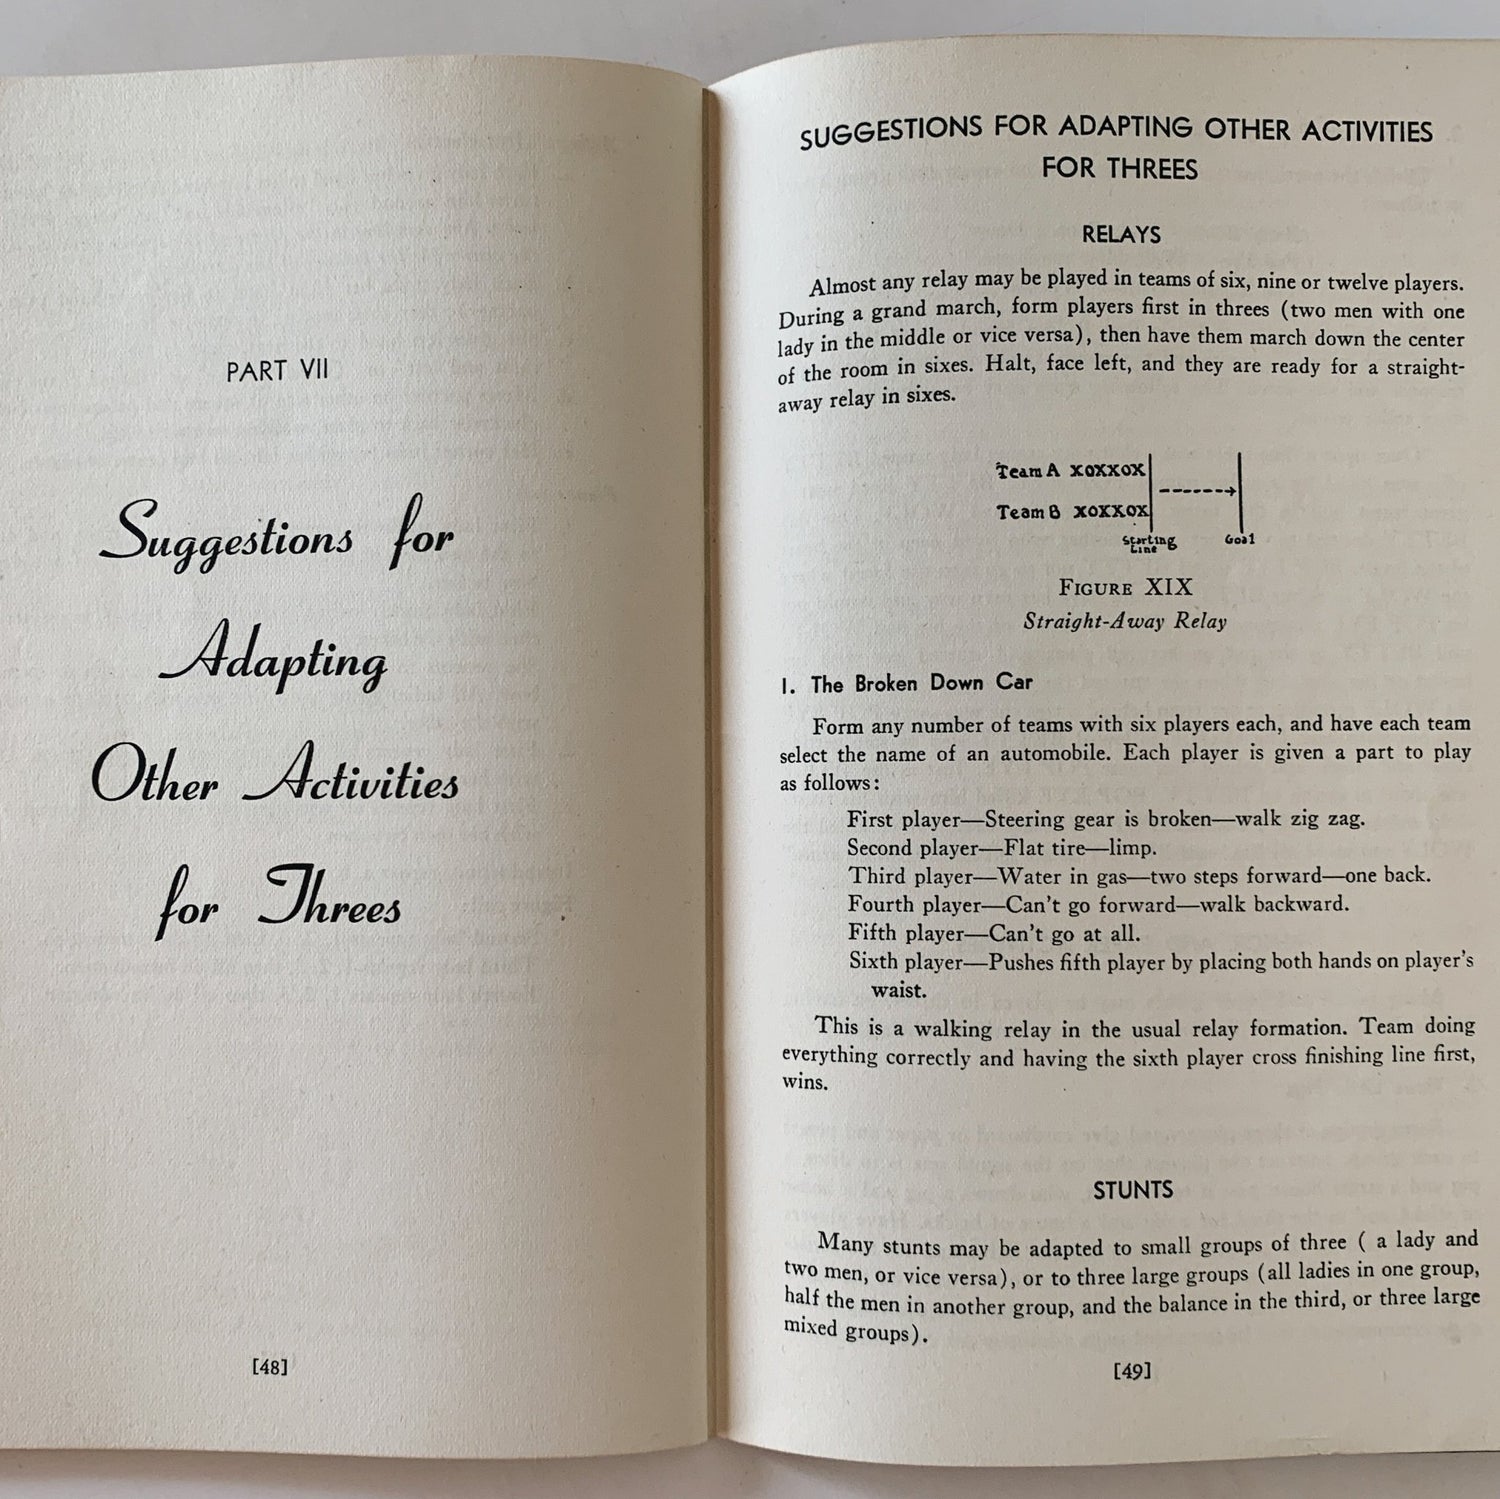 PART VII
Suggestions for
Adapting
Other Activities
for Threes
[48]
SUGGESTIONS FOR ADAPTING OTHER ACTIVITIES
FOR THREES
RELAYS
Almost any relay may be played in teams of six, nine or twelve players.
During a grand march, form players first in threes (two men with one
lady in the middle or vice versa), then have them march down the center
of the room in sixes. Halt, face left, and they are ready for a straight-
away relay in sixes.
Team A XOXXOX
Team B XOXXOX
Starting
Line
Goal
FIGURE XIX
Straight-Away Relay
I. The Broken Down Car
Form any number of teams with six players each, and have each team
select the name of an automobile. Each player is given a part to play
as follows:
First player—Steering gear is broken—walk zig zag.
Second player—Flat tire—limp.
Third player—Water in gas—two steps forward—one back.
Fourth player—Can't go forward—walk backward.
Fifth player—Can't go at all.
Sixth player—Pushes fifth player by placing both hands on player's
waist.
This is a walking relay in the usual relay formation. Team doing
everything correctly and having the sixth player cross finishing line first,
wins.
STUNTS
Many stunts may be adapted to small groups of three ( a lady and
two men, or vice versa), or to three large groups (all ladies in one group,
half the men in another group, and the balance in the third, or three large
mixed groups).
[49]